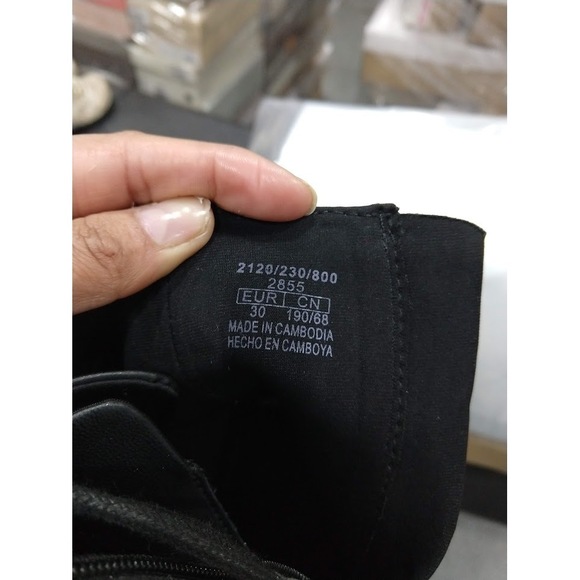 2120/230/800
2855
EUR CN
30 190/68
MADE IN CAMBODIA
HECHO EN CAMBOYA